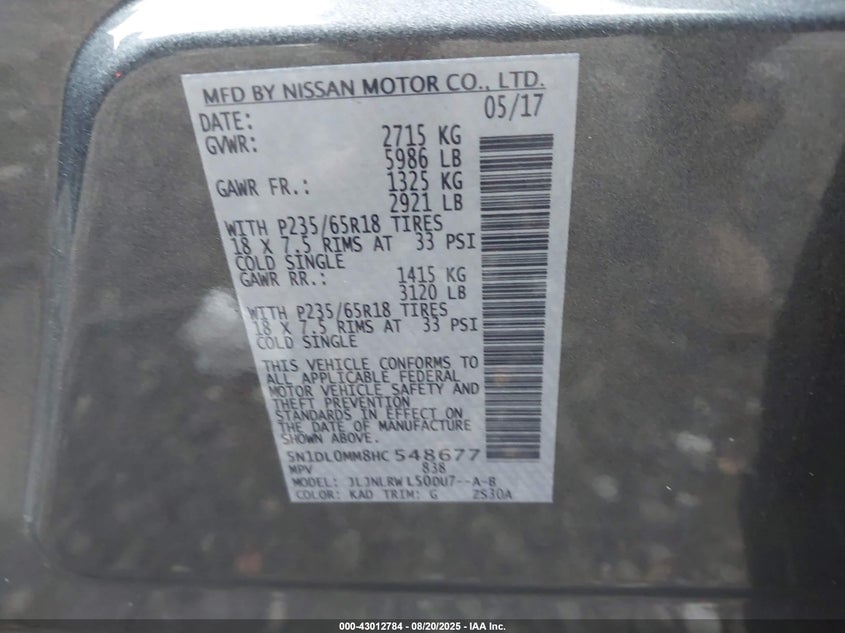 MFD BY NISSAN MOTOR CO., LTD.
DATE: 05/17
GVWR: 2715 KG
5986 LB
GAWR FR.: 1325 KG
2921 LB
WITH P235/65R18 TIRES
18 X 7.5 RIMS AT 33 PSI
COLD SINGLE
GAWR RR.: 1415 KG
3120 LB
WITH P235/65R18 TIRES
18 X 7.5 RIMS AT 33 PSI
COLD SINGLE
THIS VEHICLE CONFORMS TO
ALL APPLICABLE FEDERAL
MOTOR VEHICLE SAFETY AND
THEFT PREVENTION
STANDARDS IN EFFECT ON
THE DATE OF MANUFACTURE
SHOWN ABOVE.
5N1DL0MM8HC 548677
MPV 838
MODEL: JLJNLRW L50DU7--A-B
COLOR: KAD TRIM: G 2S30A
000-43012784 - 08/20/2025 - IAA Inc.